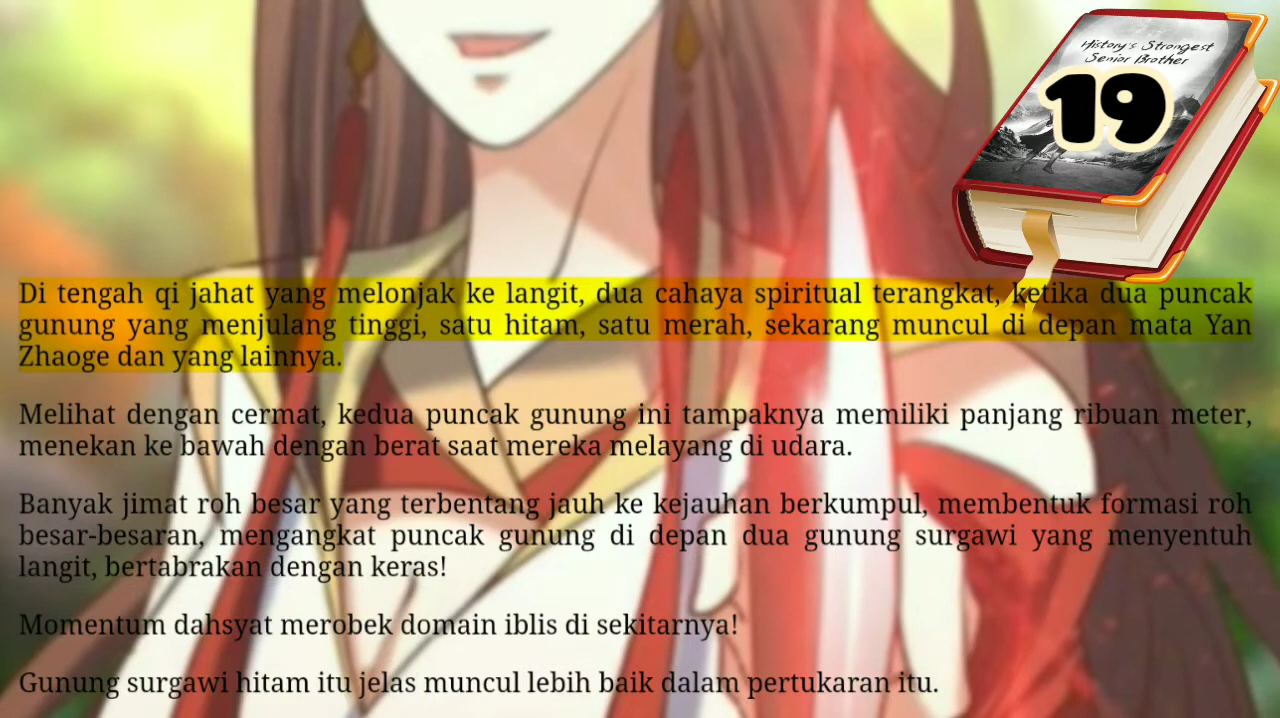 History's Strongest
Senior Brother
19
Di tengah qi jahat yang melonjak ke langit, dua cahaya spiritual terangkat, ketika dua puncak
gunung yang menjulang tinggi, satu hitam, satu merah, sekarang muncul di depan mata Yan
Zhaoge dan yang lainnya.
Melihat dengan cermat, kedua puncak gunung ini tampaknya memiliki panjang ribuan meter,
menekan ke bawah dengan berat saat mereka melayang di udara.
Banyak jimat roh besar yang terbentang jauh ke kejauhan berkumpul, membentuk formasi roh
besar-besaran, mengangkat puncak gunung di depan dua gunung surgawi yang menyentuh
langit, bertabrakan dengan keras!
Momentum dahsyat merobek domain iblis di sekitarnya!
Gunung surgawi hitam itu jelas muncul lebih baik dalam pertukaran itu.